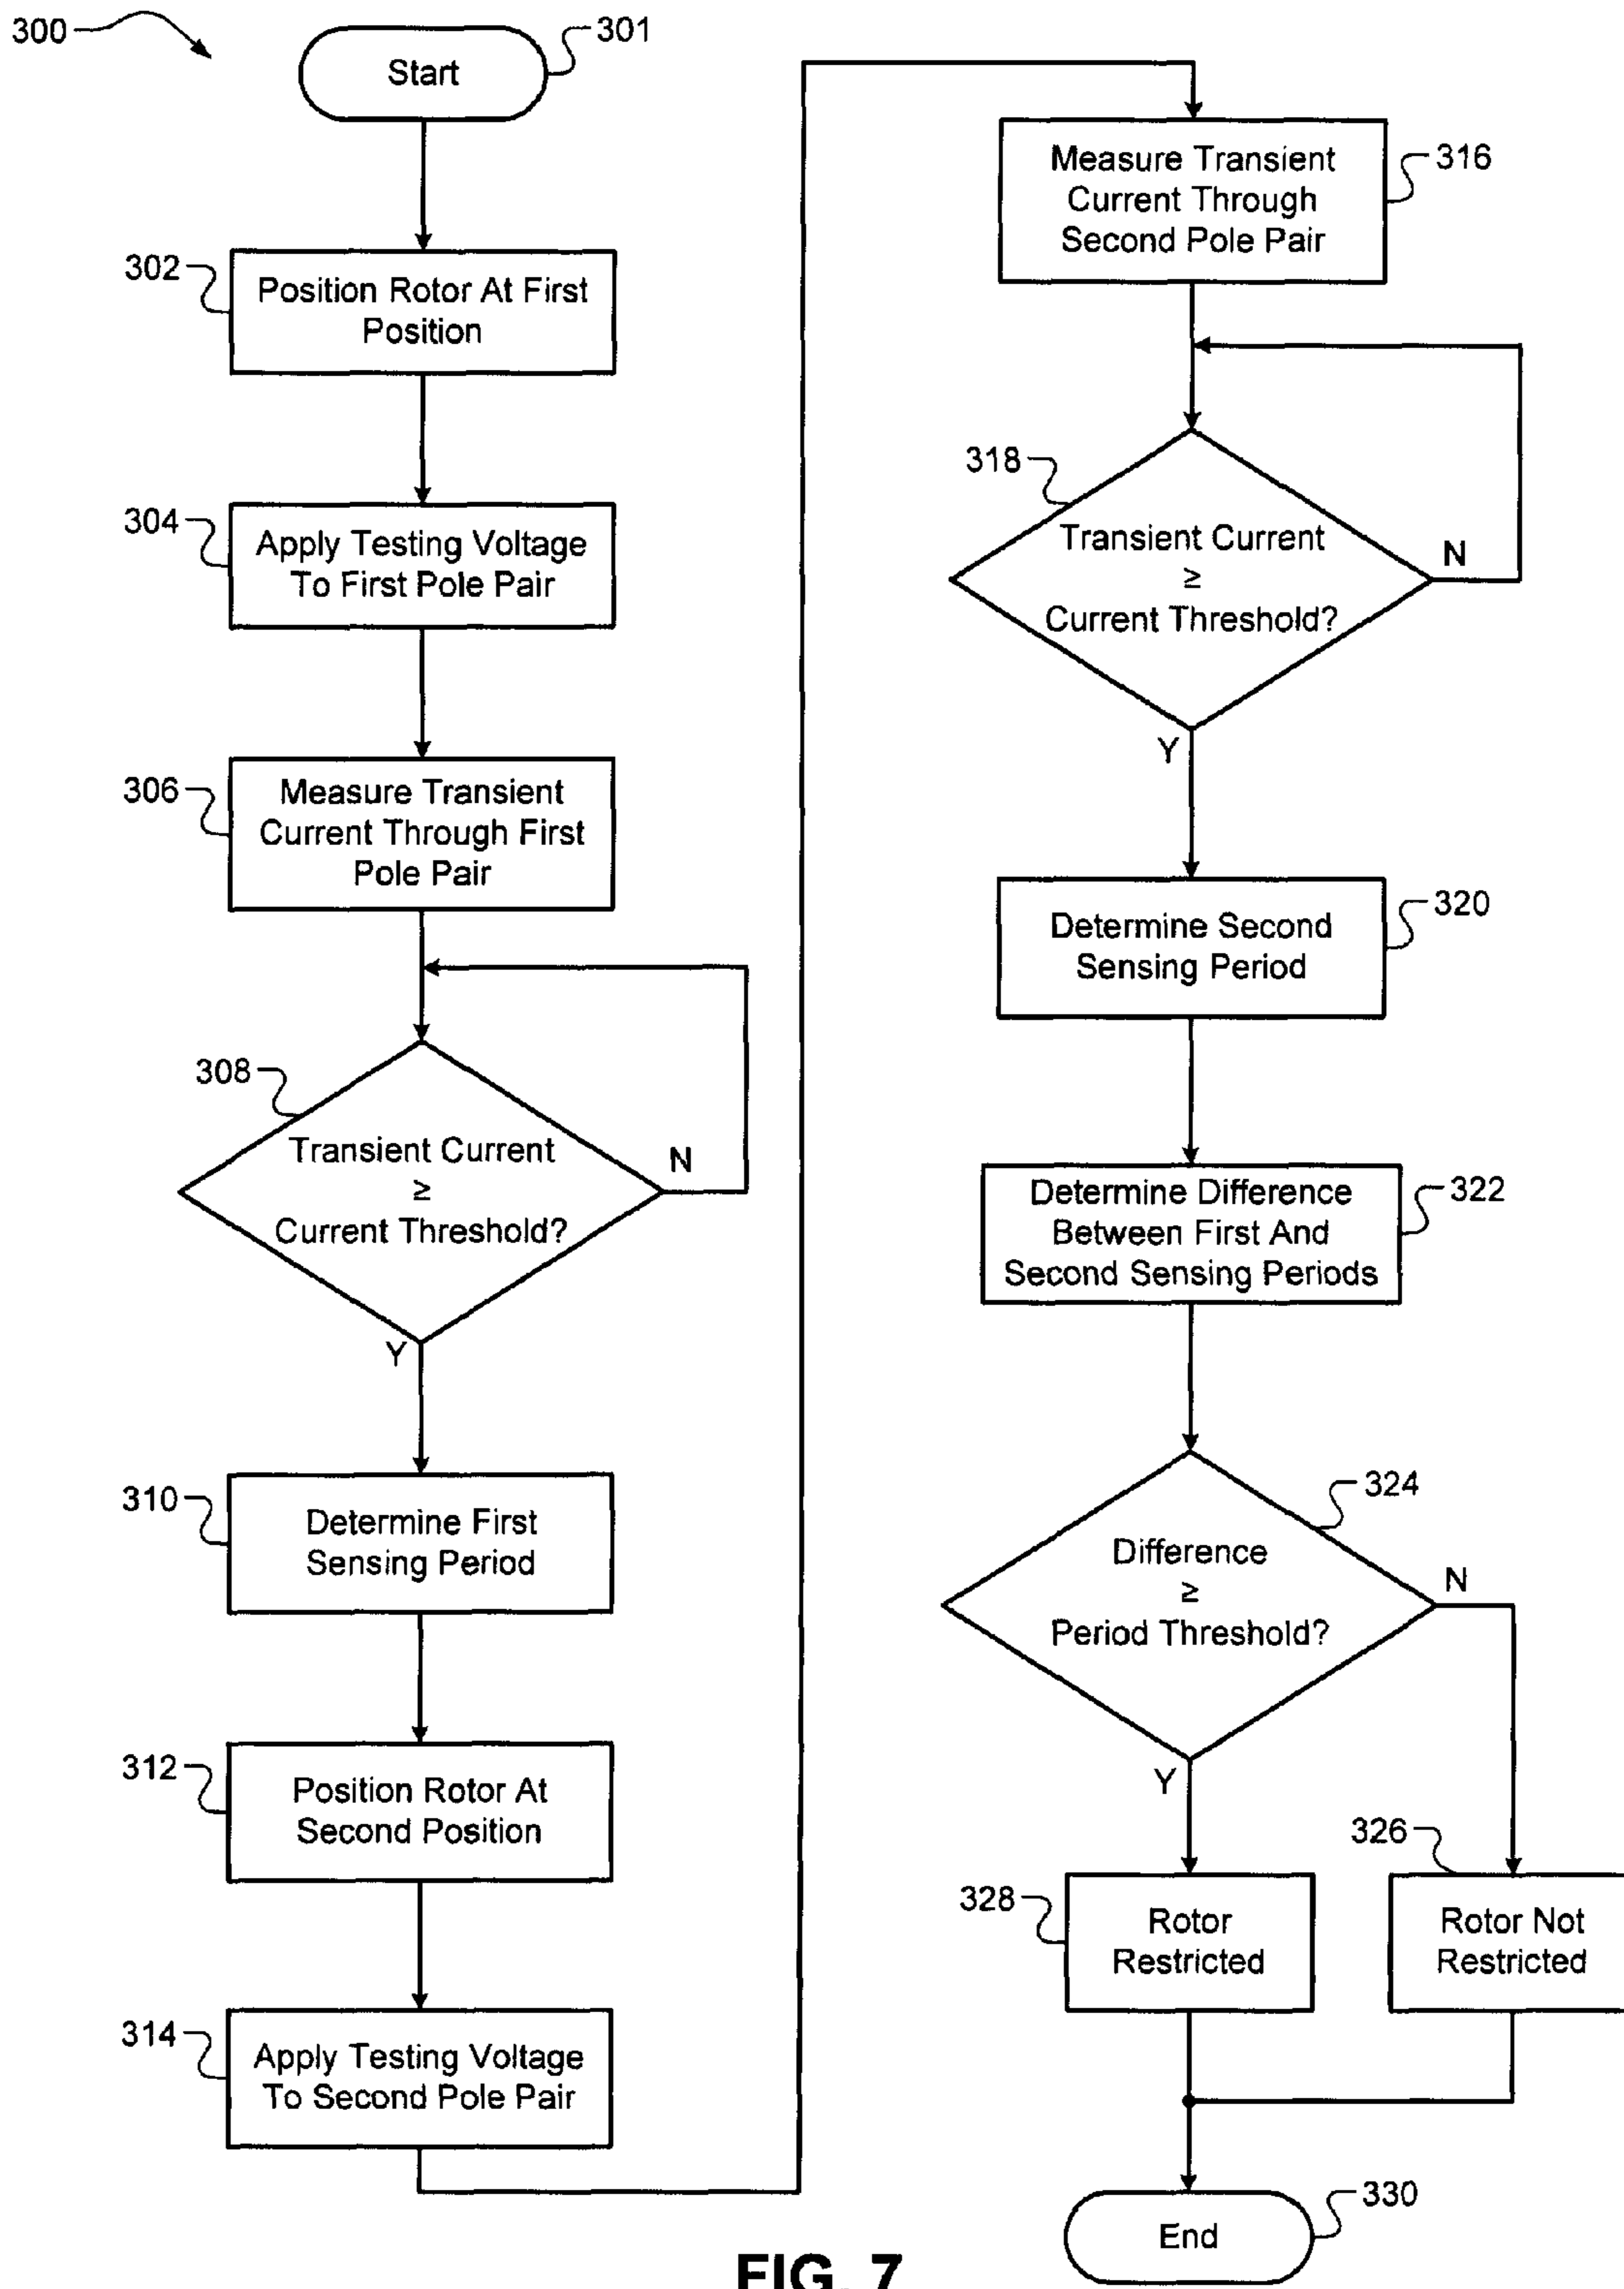 300
Start
301
302
Position Rotor At First
Position
304
Apply Testing Voltage
To First Pole Pair
306
Measure Transient
Current Through First
Pole Pair
308
Transient Current
≥
Current Threshold?
N
Y
310
Determine First
Sensing Period
312
Position Rotor At
Second Position
314
Apply Testing Voltage
To Second Pole Pair
Measure Transient
Current Through
Second Pole Pair
316
318
Transient Current
≥
Current Threshold?
N
Y
Determine Second
Sensing Period
320
Determine Difference
Between First And
Second Sensing Periods
322
324
Difference
≥
Period Threshold?
N
Y
326
328
Rotor
Restricted
Rotor Not
Restricted
End
330
FIG. 7